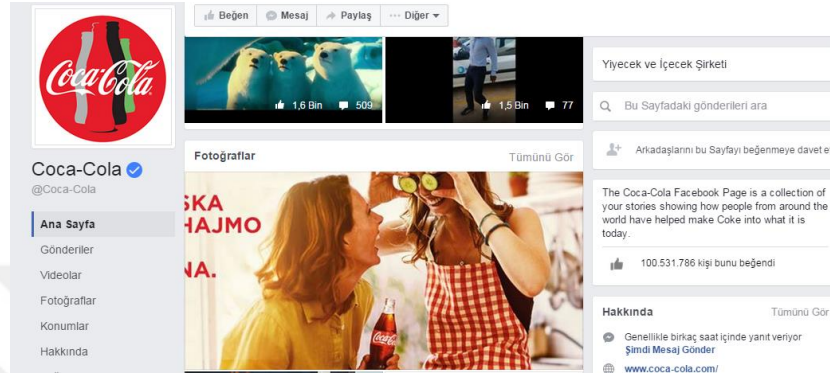 Beğen Mesaj Paylaş Diğer
Coca-Cola
Coca-Cola
@Coca-Cola
Ana Sayfa
Gönderiler
Videolar
Fotoğraflar
Konumlar
Hakkında
1,6 Bin 509
1,5 Bin 77
Fotoğraflar Tümünü Gör
SKA
HAJMO
NA.
Coca-Cola
Yiyecek ve İçecek Şirketi
Bu Sayfadaki gönderileri ara
Arkadaşlarını bu Sayfayı beğenmeye davet et
The Coca-Cola Facebook Page is a collection of
your stories showing how people from around the
world have helped make Coke into what it is
today.
100.531.786 kişi bunu beğendi
Hakkında Tümünü Gör
Genellikle birkaç saat içinde yanıt veriyor
Şimdi Mesaj Gönder
www.coca-cola.com/